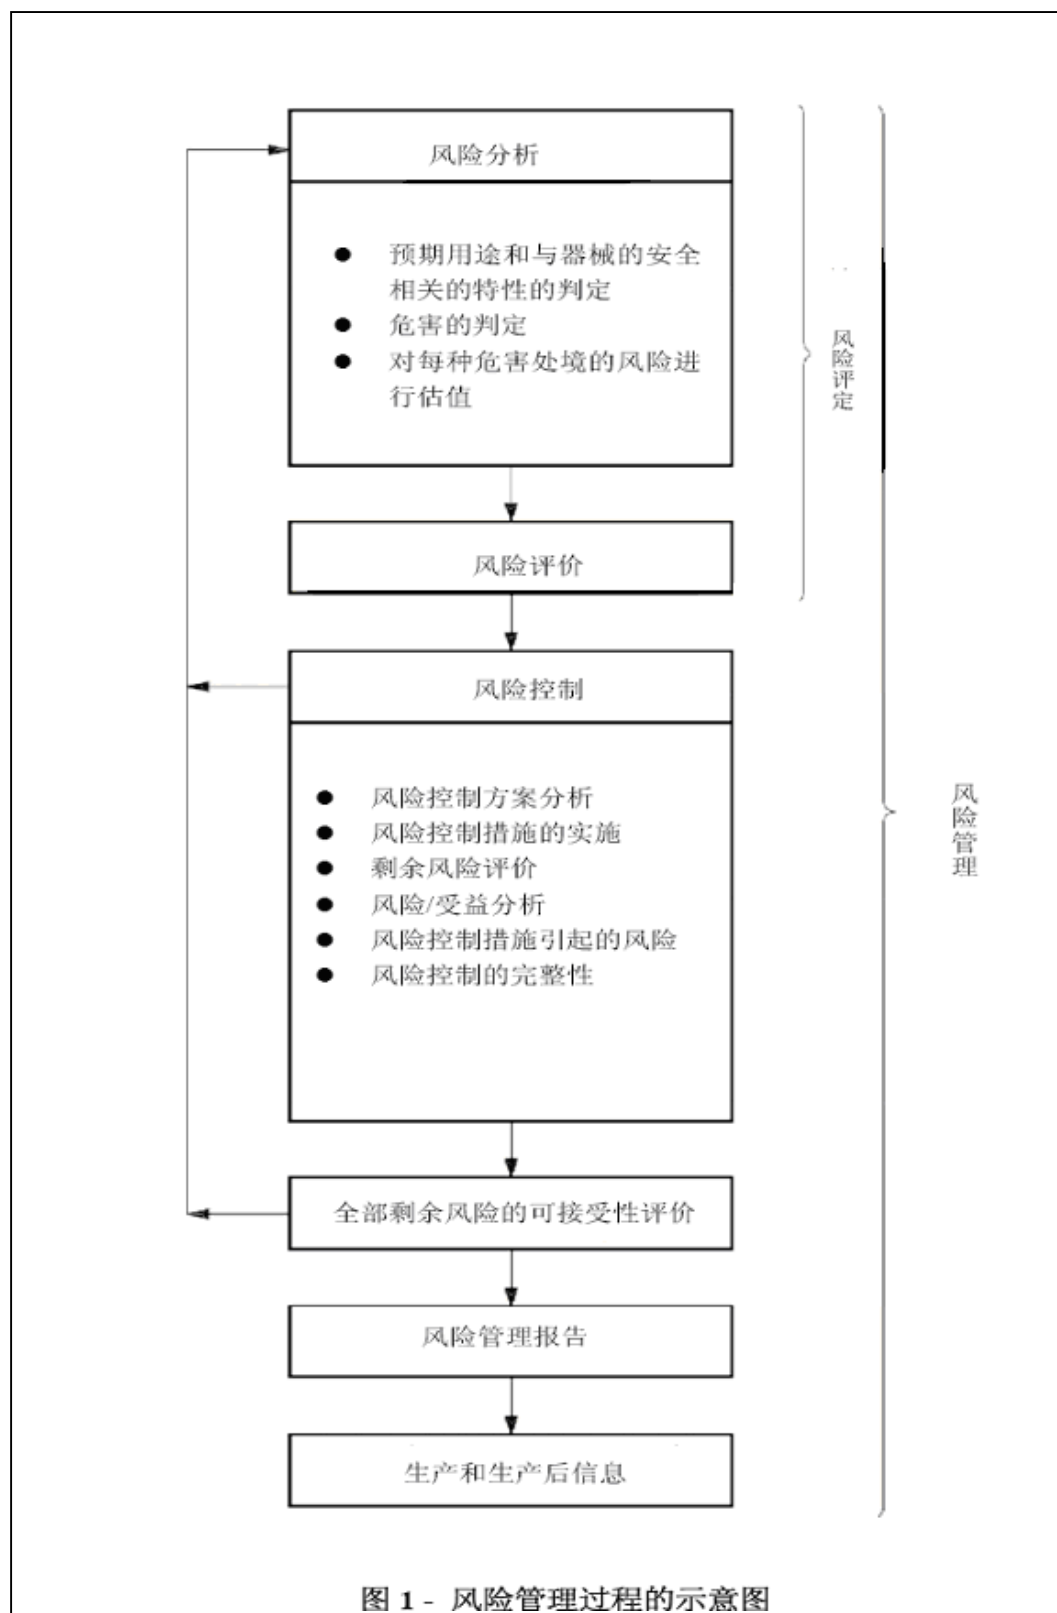 风险分析
● 预期用途和与器械的安全
相关的特性的判定
● 危害的判定
● 对每种危害处境的风险进
行估值
风险评定
风险评价
风险控制
● 风险控制方案分析
● 风险控制措施的实施
● 剩余风险评价
● 风险/受益分析
● 风险控制措施引起的风险
● 风险控制的完整性
风险管理
全部剩余风险的可接受性评价
风险管理报告
生产和生产后信息
图 1 - 风险管理过程的示意图